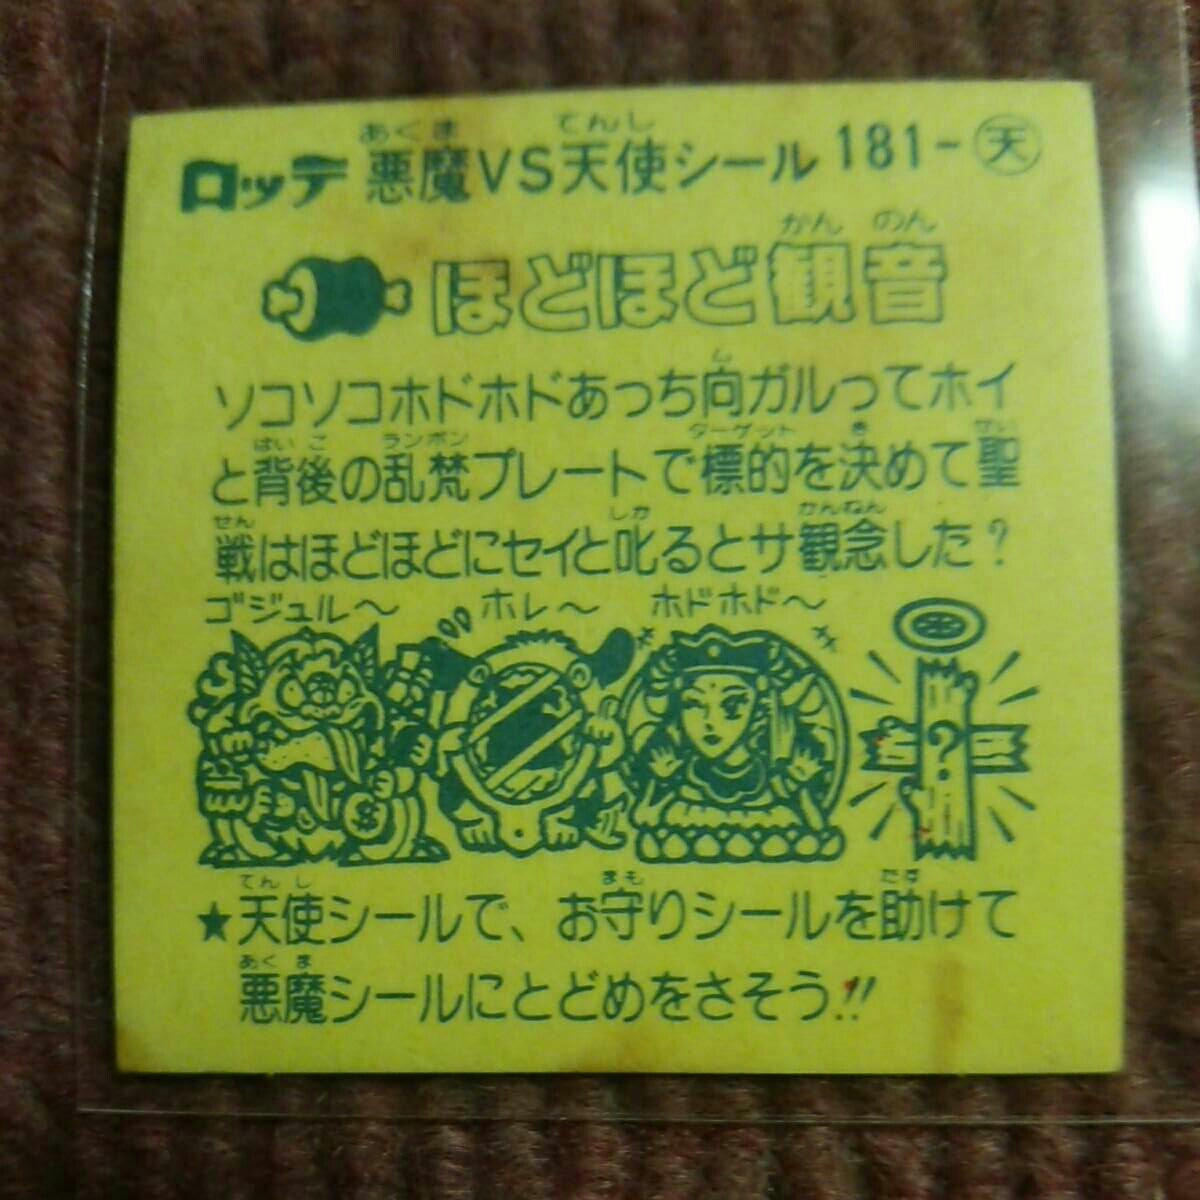 ロッテ 悪魔VS天使シール 181-天
ほどほど観音
ソコソコホドホドあっち向ガルってホイ
と背後の乱梵プレートで標的を決めて聖
戦はほどほどにセイと叱るとサ観念した?
ゴジュル〜 ホレ〜 ホドホド〜
?
$
★天使シールで、お守りシールを助けて
悪魔シールにとどめをさそう!!